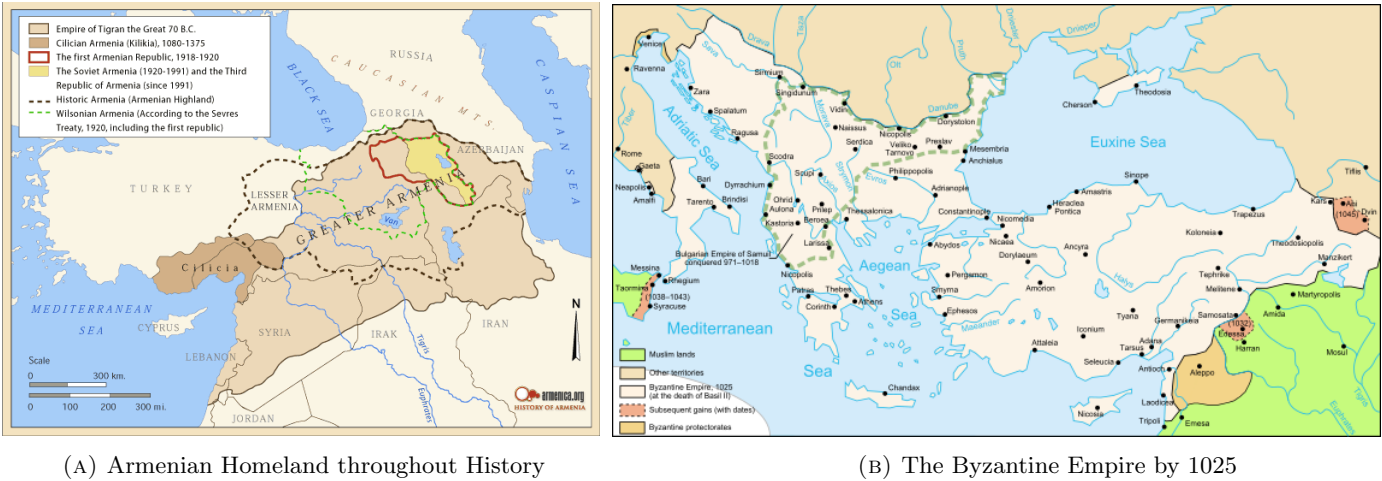 Empire of Tigran the Great 70 B.C.
Cilician Armenia (Kilikia), 1080-1375
The first Armenian Republic, 1918-1920
The Soviet Armenia (1920-1991) and the Third
Republic of Armenia (since 1991)
Historic Armenia (Armenian Highland)
Wilsonian Armenia (According to the Sevres
Treaty, 1920, including the first republic)
RUSSIA
BLACK SEA
CAUCASIAN MTS.
CASPIAN SEA
GEORGIA
AZERBAIJAN
TURKEY
LESSER
ARMENIA
GREATER ARMENIA
Van
Cilicia
MEDITERRANEAN
SEA
CYPRUS
SYRIA
LEBANON
IRAK
IRAN
Tigris
Euphrates
JORDAN
N
Scale
0 300 km.
0 100 200 300 mi.
armenica.org
HISTORY OF ARMENIA
(A) Armenian Homeland throughout History
Venice
Ravenna
Drava
Sava
Tisza
Olt
Pruth
Dniester
Dnieper
Sirmium
Singidunum
Zara
Spalatum
Ragusa
Adriatic Sea
Tiber
Rome
Gaeta
Neapolis
Amalfi
Bari
Tarento
Brindisi
Morava
Vidin
Naissus
Serdica
Danube
Nicopolis
Dorystolon
Veliko
Tarnovo
Preslav
Mesembria
Anchialus
Scodra
Dyrrachium
Scupi
Axios
Strymon
Evros
Philippopolis
Adrianople
Ohrid
Aulona
Kastoria
Prilep
Beroea
Thessalonica
Larissa
Bulgarian Empire of Samuil
conquered 971–1018
Nicopolis
Patras
Thebes
Athens
Corinth
Messina
Rhegium
Taormina
(1038–1043)
Syracuse
Mediterranean
Sea
Aegean
Sea
Chandax
Cherson
Theodosia
Euxine Sea
Constantinople
Nicomedia
Nicaea
Abydos
Pergamon
Smyrna
Ephesos
Maeander
Dorylaeum
Amorion
Ancyra
Heraclea
Pontica
Amastris
Sinope
Halys
Iconium
Attaleia
Seleucia
Tarsus
Adana
Tyana
Germanikeia
Trapezus
Koloneia
Theodosiopolis
Tephrike
Melitene
Manzikert
Tiflis
Kars
Ani
(1045)
Dvin
Samosata
(1032)
Edessa
Harran
Amida
Martyropolis
Mosul
Antioch
Aleppo
Laodicea
Tripoli
Emesa
Nicosia
Euphrates
Muslim lands
Other territories
Byzantine Empire, 1025
(at the death of Basil II)
Subsequent gains (with dates)
Byzantine protectorates
(B) The Byzantine Empire by 1025